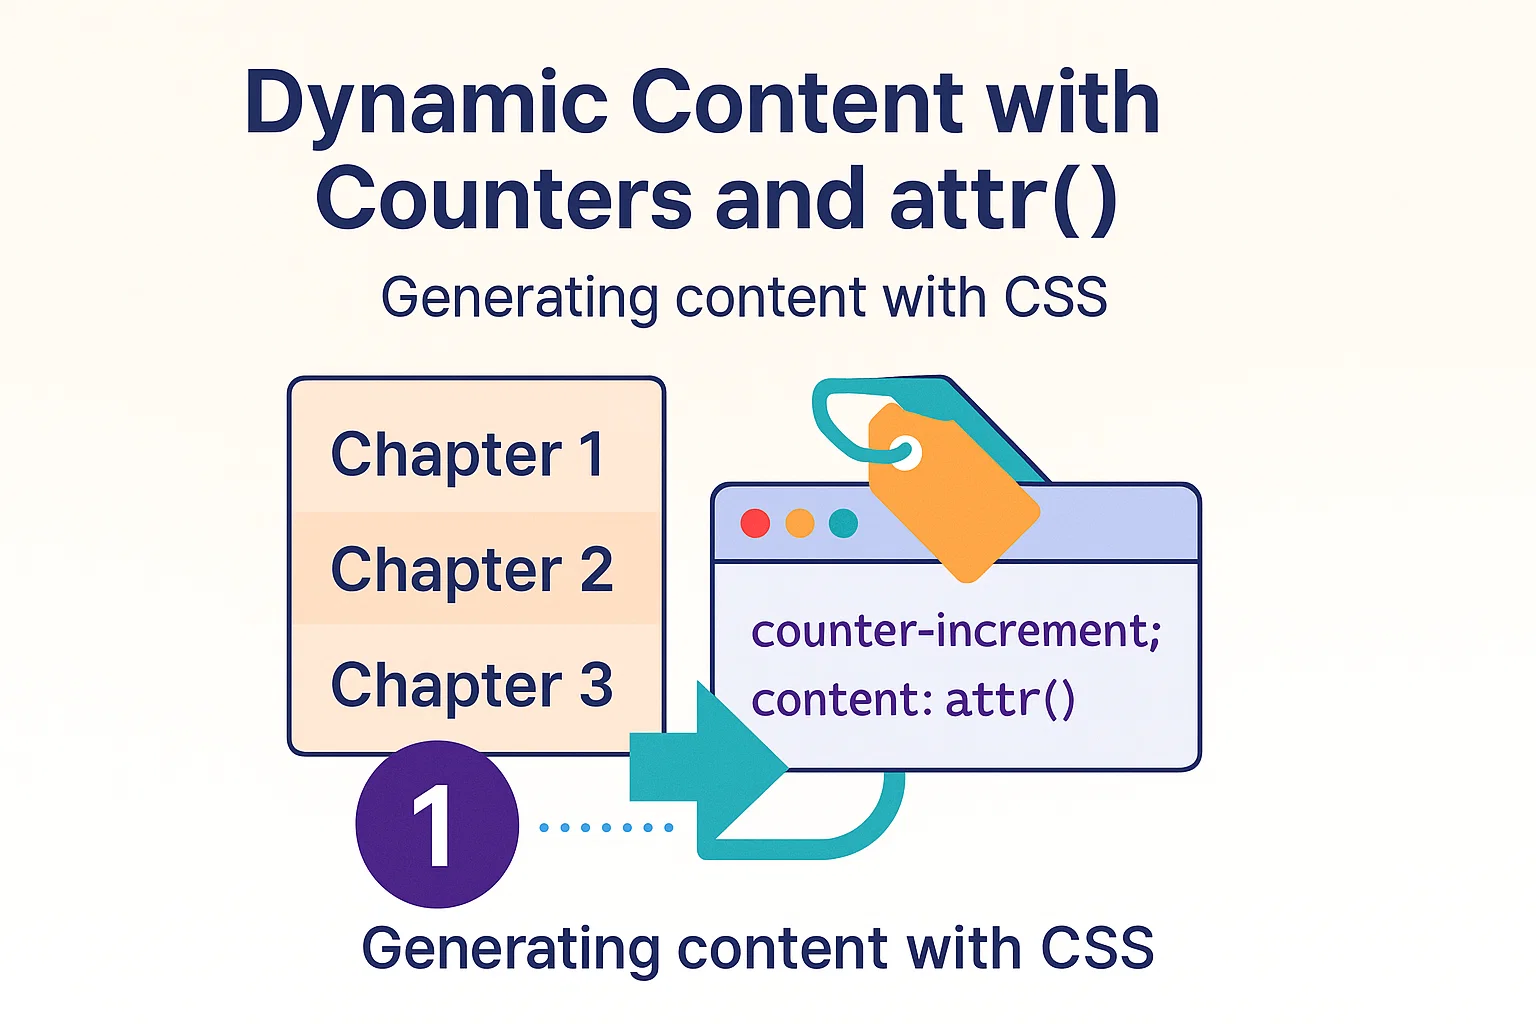 Dynamic Content with
Counters and attr()
Generating content with CSS
Chapter 1
Chapter 2
Chapter 3
counter-increment;
content: attr()
1
Generating content with CSS